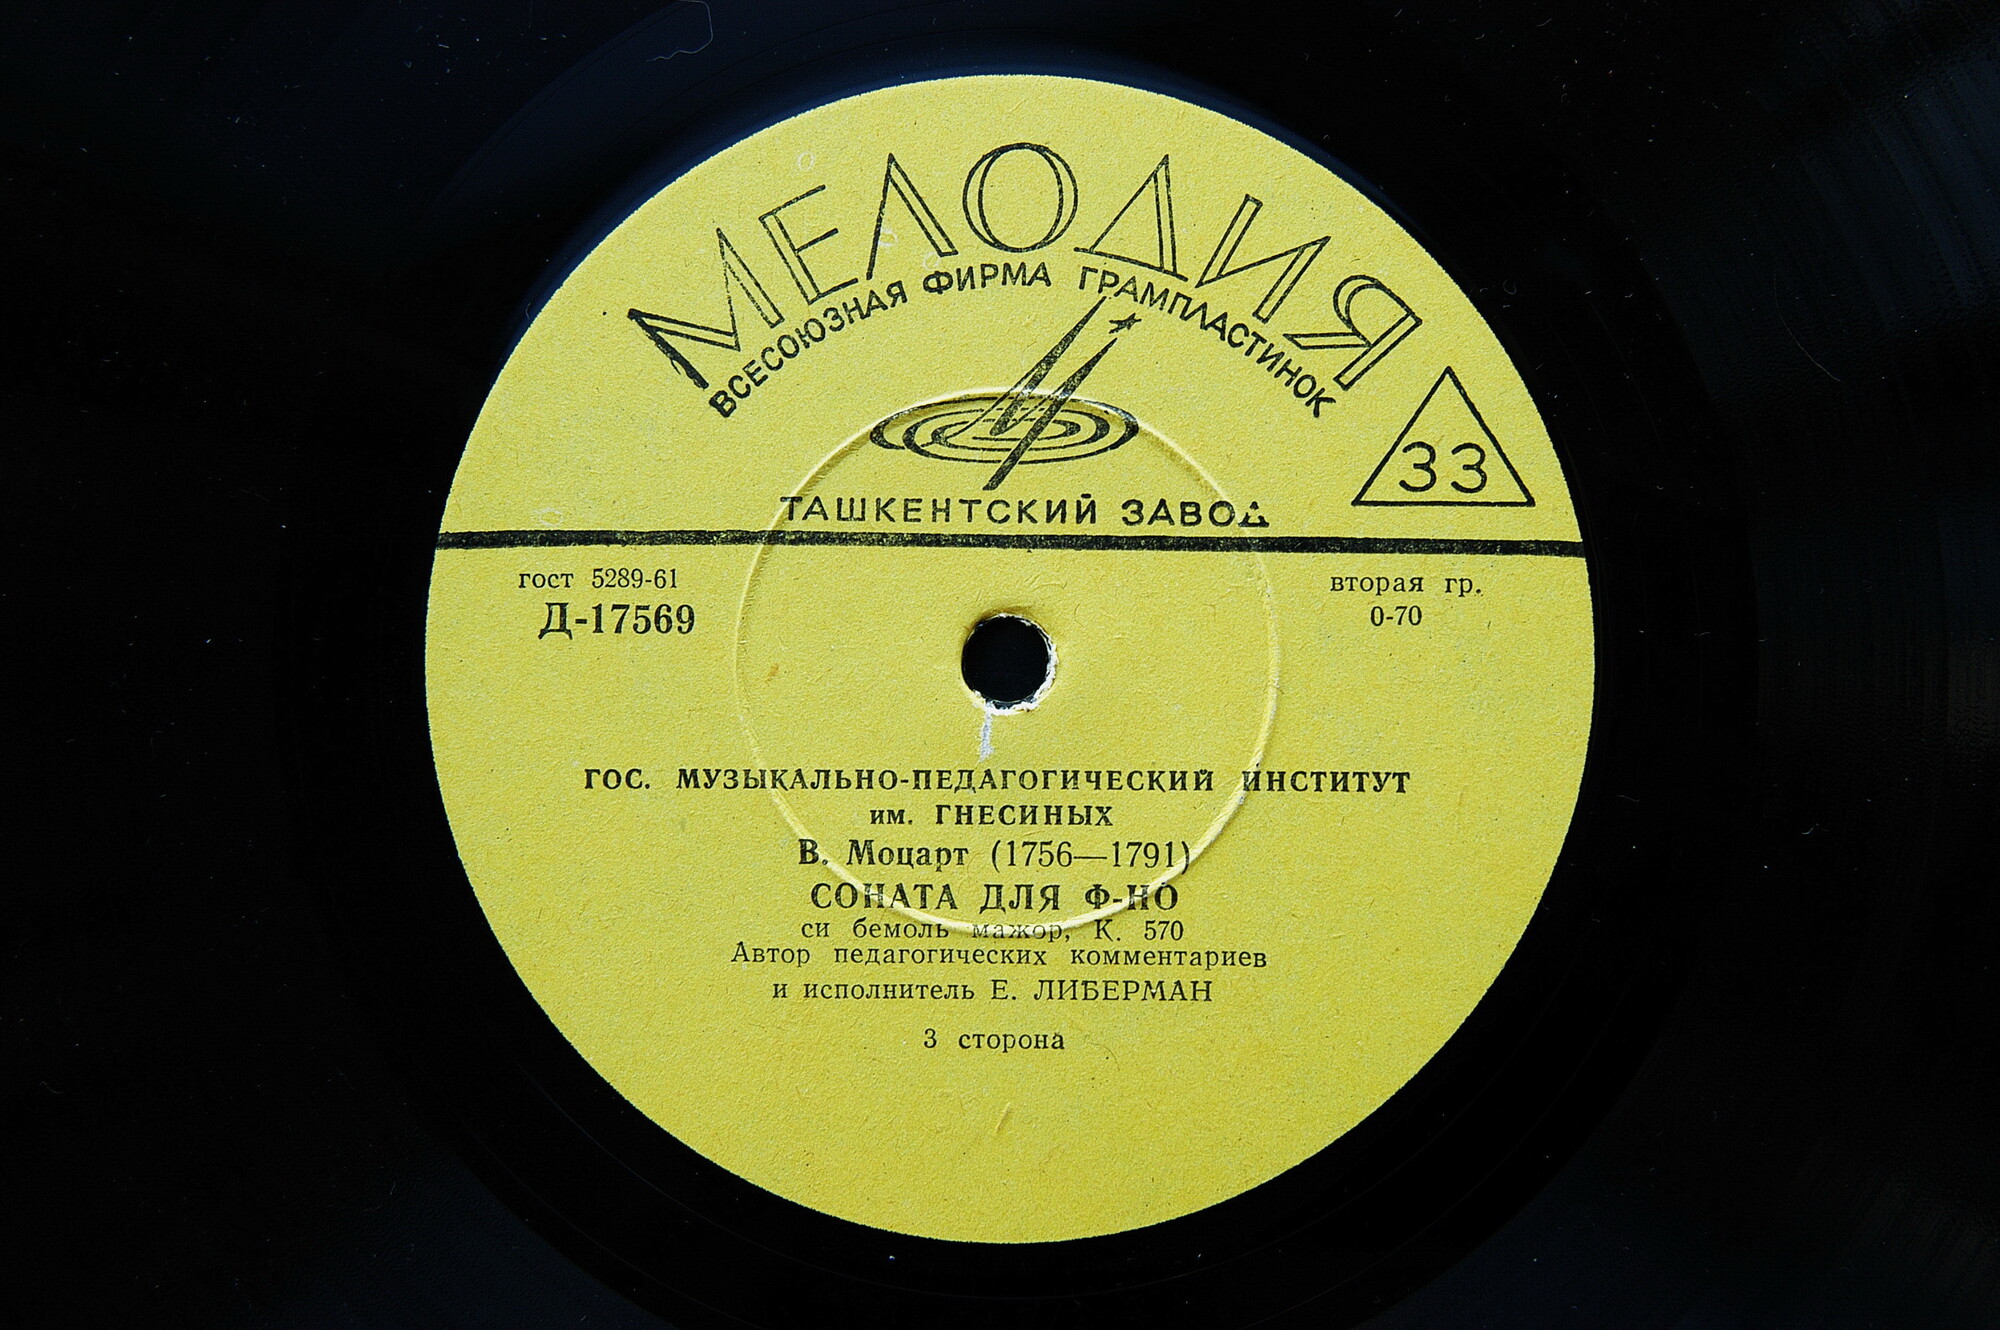 МЕЛОДИЯ
ВСЕСОЮЗНАЯ ФИРМА ГРАМПЛАСТИНОК
33
ТАШКЕНТСКИЙ ЗАВОД
гост 5289-61
вторая гр.
Д-17569
0-70
ГОС. МУЗЫКАЛЬНО-ПЕДАГОГИЧЕСКИЙ ИНСТИТУТ
им. ГНЕСИНЫХ
В. Моцарт (1756—1791)
СОНАТА ДЛЯ Ф-НО
си бемоль мажор, К. 570
Автор педагогических комментариев
и исполнитель Е. ЛИБЕРМАН
3 сторона